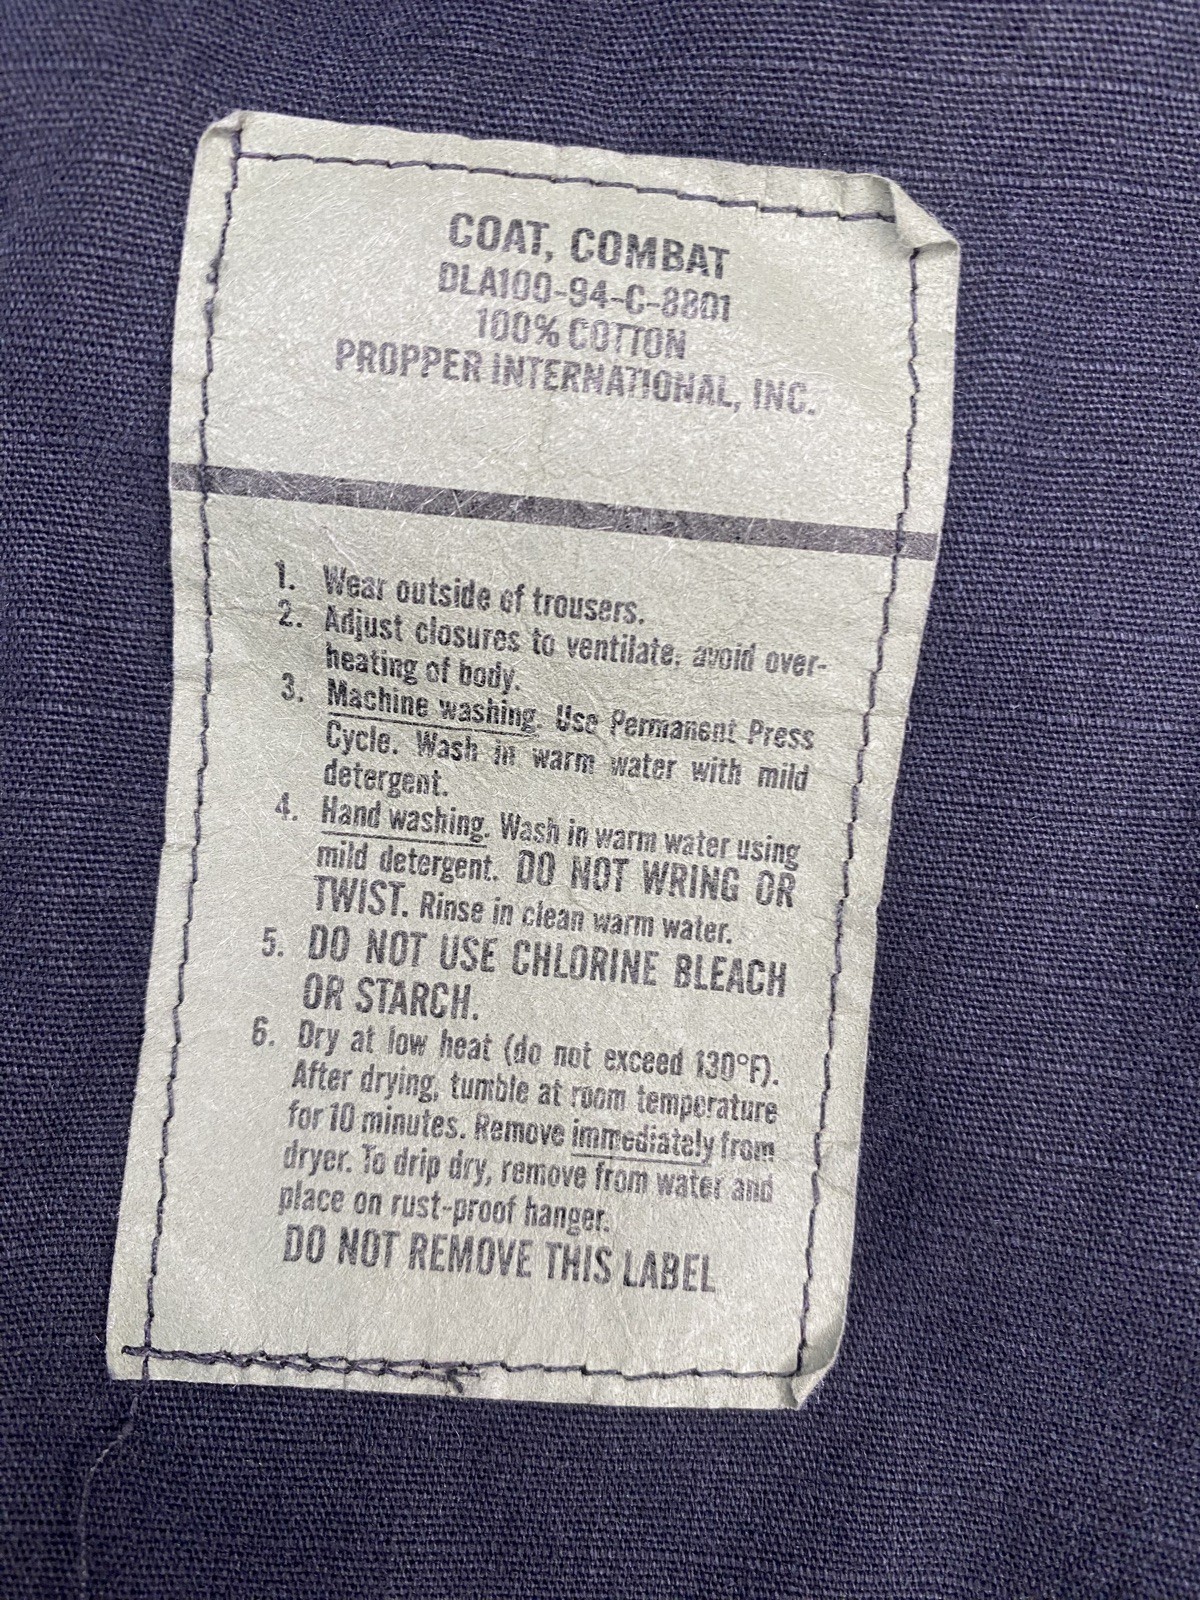 COAT, COMBAT
DLA100-94-C-8801
100% COTTON
PROPPER INTERNATIONAL, INC.
1. Wear outside of trousers.
2. Adjust closures to ventilate, avoid over-
heating of body.
3. Machine washing. Use Permanent Press
Cycle. Wash in warm water with mild
detergent.
4. Hand washing. Wash in warm water using
mild detergent. DO NOT WRING OR
TWIST. Rinse in clean warm water.
5. DO NOT USE CHLORINE BLEACH
OR STARCH.
6. Dry at low heat (do not exceed 130°F).
After drying, tumble at room temperature
for 10 minutes. Remove immediately from
dryer. To drip dry, remove from water and
place on rust-proof hanger.
DO NOT REMOVE THIS LABEL